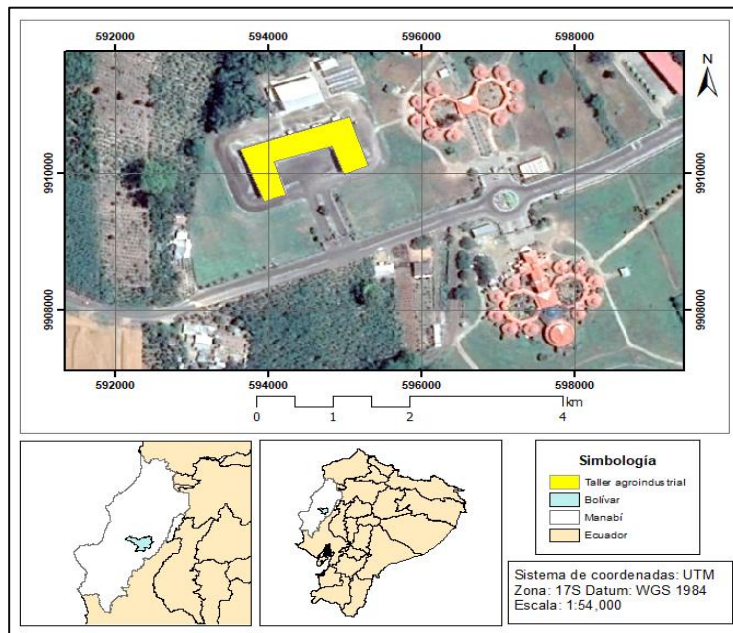 592000 594000 596000 598000
N
9910000 9910000
9908000 9908000
592000 594000 596000 598000
km
0 1 2 4
Simbología
Taller agroindustrial
Bolívar
Manabí
Ecuador
Sistema de coordenadas: UTM
Zona: 17S Datum: WGS 1984
Escala: 1:54,000